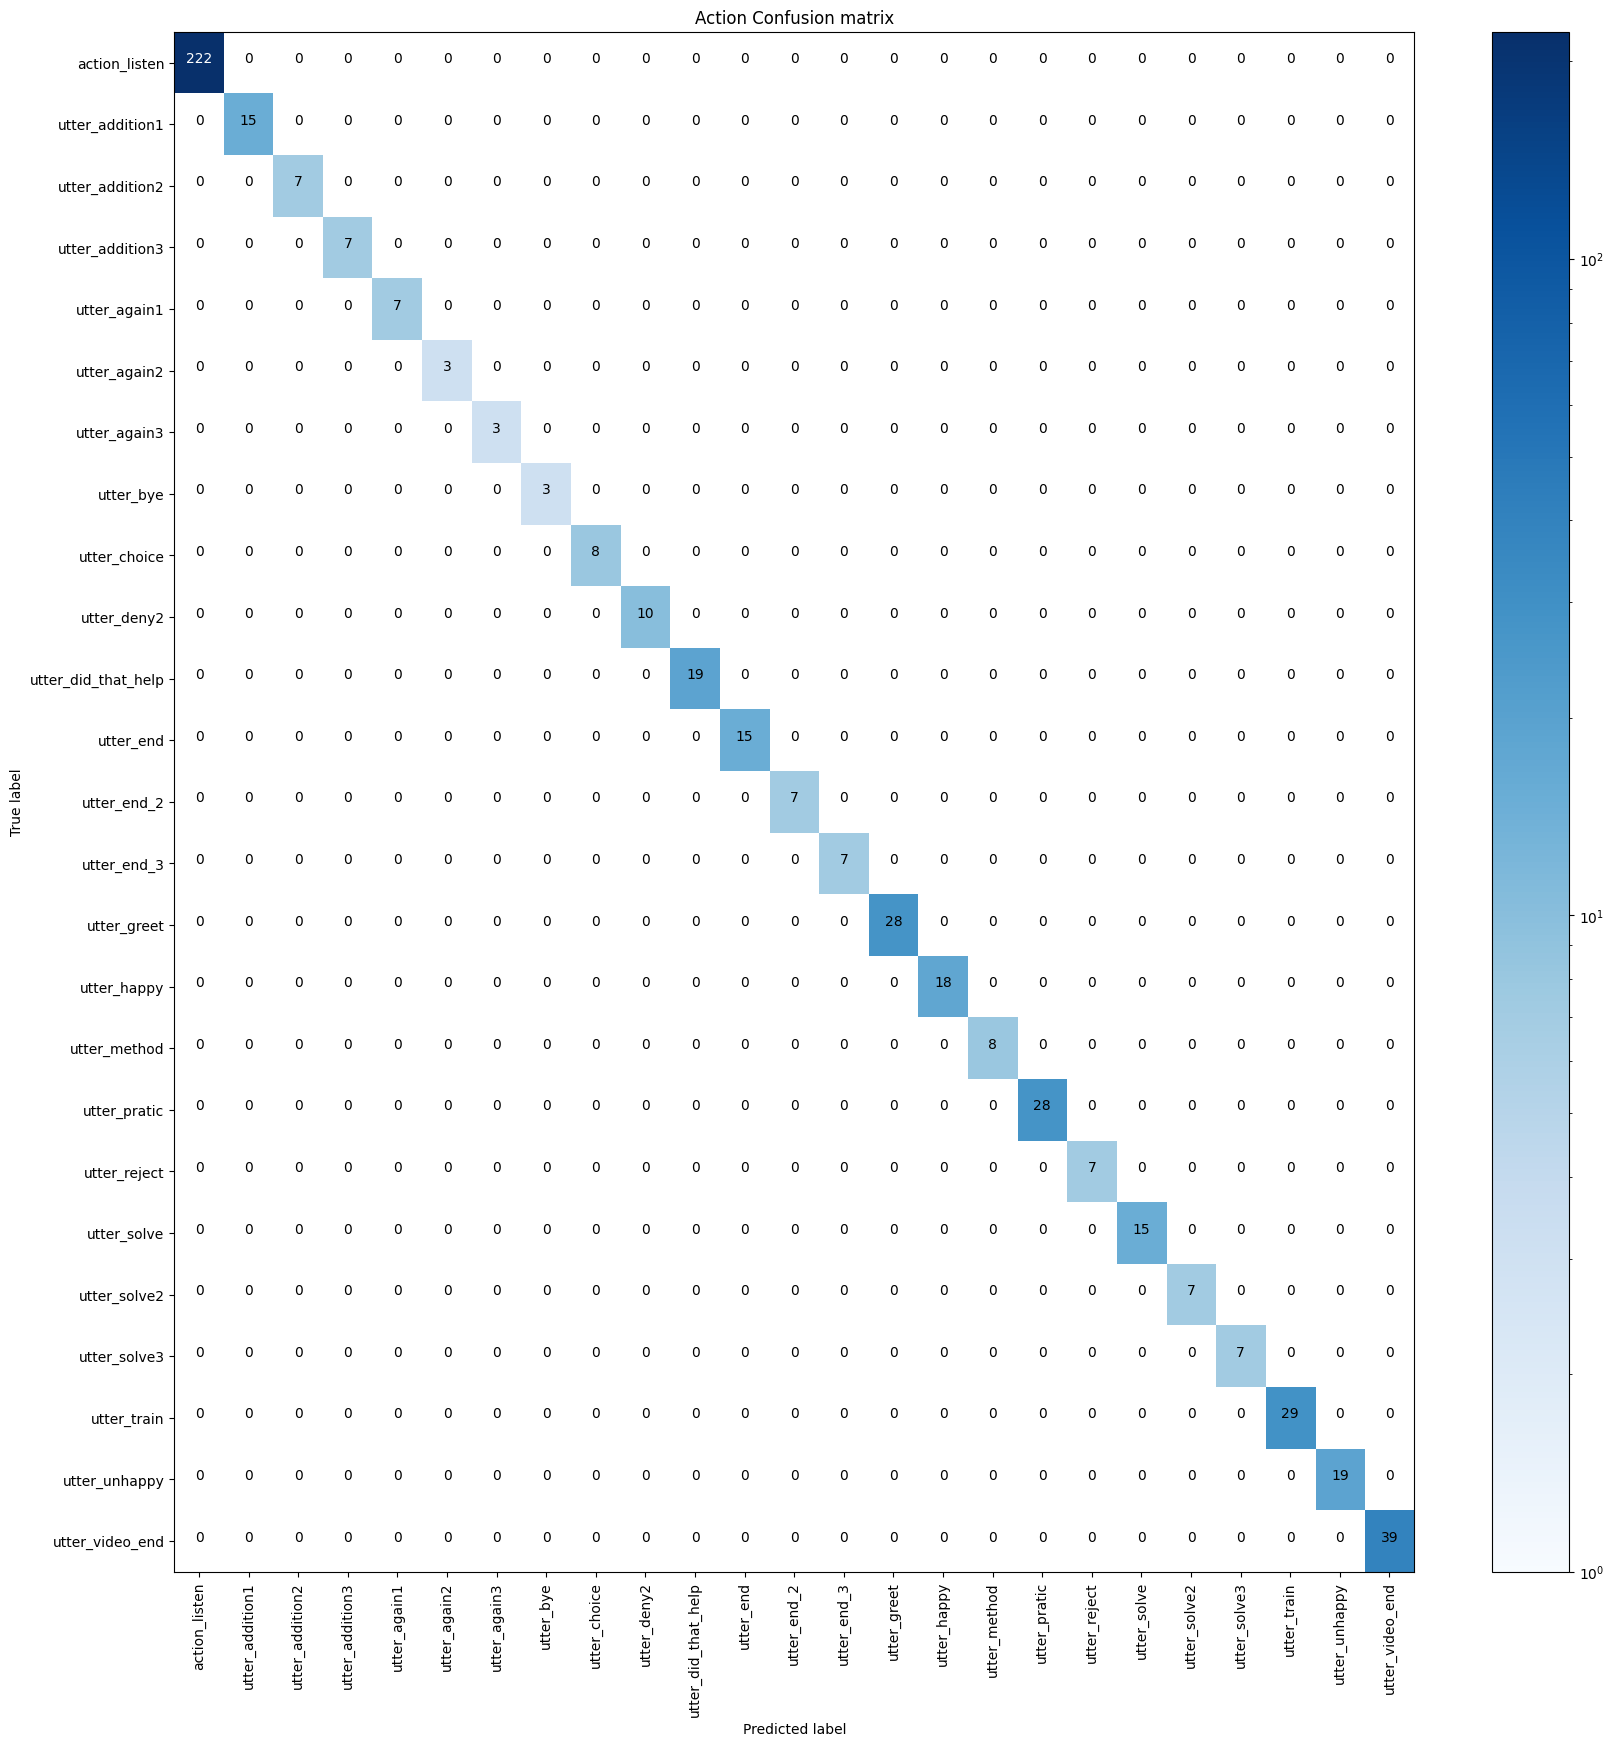 Action Confusion matrix
action_listen 222 0 0 0 0 0 0 0 0 0 0 0 0 0 0 0 0 0 0 0 0 0 0 0 0
utter_addition1 0 15 0 0 0 0 0 0 0 0 0 0 0 0 0 0 0 0 0 0 0 0 0 0 0
utter_addition2 0 0 7 0 0 0 0 0 0 0 0 0 0 0 0 0 0 0 0 0 0 0 0 0 0
utter_addition3 0 0 0 7 0 0 0 0 0 0 0 0 0 0 0 0 0 0 0 0 0 0 0 0 0
utter_again1 0 0 0 0 7 0 0 0 0 0 0 0 0 0 0 0 0 0 0 0 0 0 0 0 0
utter_again2 0 0 0 0 0 3 0 0 0 0 0 0 0 0 0 0 0 0 0 0 0 0 0 0 0
utter_again3 0 0 0 0 0 0 3 0 0 0 0 0 0 0 0 0 0 0 0 0 0 0 0 0 0
utter_bye 0 0 0 0 0 0 0 3 0 0 0 0 0 0 0 0 0 0 0 0 0 0 0 0 0
utter_choice 0 0 0 0 0 0 0 0 8 0 0 0 0 0 0 0 0 0 0 0 0 0 0 0 0
utter_deny2 0 0 0 0 0 0 0 0 0 10 0 0 0 0 0 0 0 0 0 0 0 0 0 0 0
utter_did_that_help 0 0 0 0 0 0 0 0 0 0 19 0 0 0 0 0 0 0 0 0 0 0 0 0 0
utter_end 0 0 0 0 0 0 0 0 0 0 0 15 0 0 0 0 0 0 0 0 0 0 0 0 0
utter_end_2 0 0 0 0 0 0 0 0 0 0 0 0 7 0 0 0 0 0 0 0 0 0 0 0 0
utter_end_3 0 0 0 0 0 0 0 0 0 0 0 0 0 7 0 0 0 0 0 0 0 0 0 0 0
utter_greet 0 0 0 0 0 0 0 0 0 0 0 0 0 0 28 0 0 0 0 0 0 0 0 0 0
utter_happy 0 0 0 0 0 0 0 0 0 0 0 0 0 0 0 18 0 0 0 0 0 0 0 0 0
utter_method 0 0 0 0 0 0 0 0 0 0 0 0 0 0 0 0 8 0 0 0 0 0 0 0 0
utter_pratic 0 0 0 0 0 0 0 0 0 0 0 0 0 0 0 0 0 28 0 0 0 0 0 0 0
utter_reject 0 0 0 0 0 0 0 0 0 0 0 0 0 0 0 0 0 0 7 0 0 0 0 0 0
utter_solve 0 0 0 0 0 0 0 0 0 0 0 0 0 0 0 0 0 0 0 15 0 0 0 0 0
utter_solve2 0 0 0 0 0 0 0 0 0 0 0 0 0 0 0 0 0 0 0 0 7 0 0 0 0
utter_solve3 0 0 0 0 0 0 0 0 0 0 0 0 0 0 0 0 0 0 0 0 0 7 0 0 0
utter_train 0 0 0 0 0 0 0 0 0 0 0 0 0 0 0 0 0 0 0 0 0 0 29 0 0
utter_unhappy 0 0 0 0 0 0 0 0 0 0 0 0 0 0 0 0 0 0 0 0 0 0 0 19 0
utter_video_end 0 0 0 0 0 0 0 0 0 0 0 0 0 0 0 0 0 0 0 0 0 0 0 0 39
True label
action_listen
utter_addition1
utter_addition2
utter_addition3
utter_again1
utter_again2
utter_again3
utter_bye
utter_choice
utter_deny2
utter_did_that_help
utter_end
utter_end_2
utter_end_3
utter_greet
utter_happy
utter_method
utter_pratic
utter_reject
utter_solve
utter_solve2
utter_solve3
utter_train
utter_unhappy
utter_video_end
Predicted label
10²
10¹
10⁰